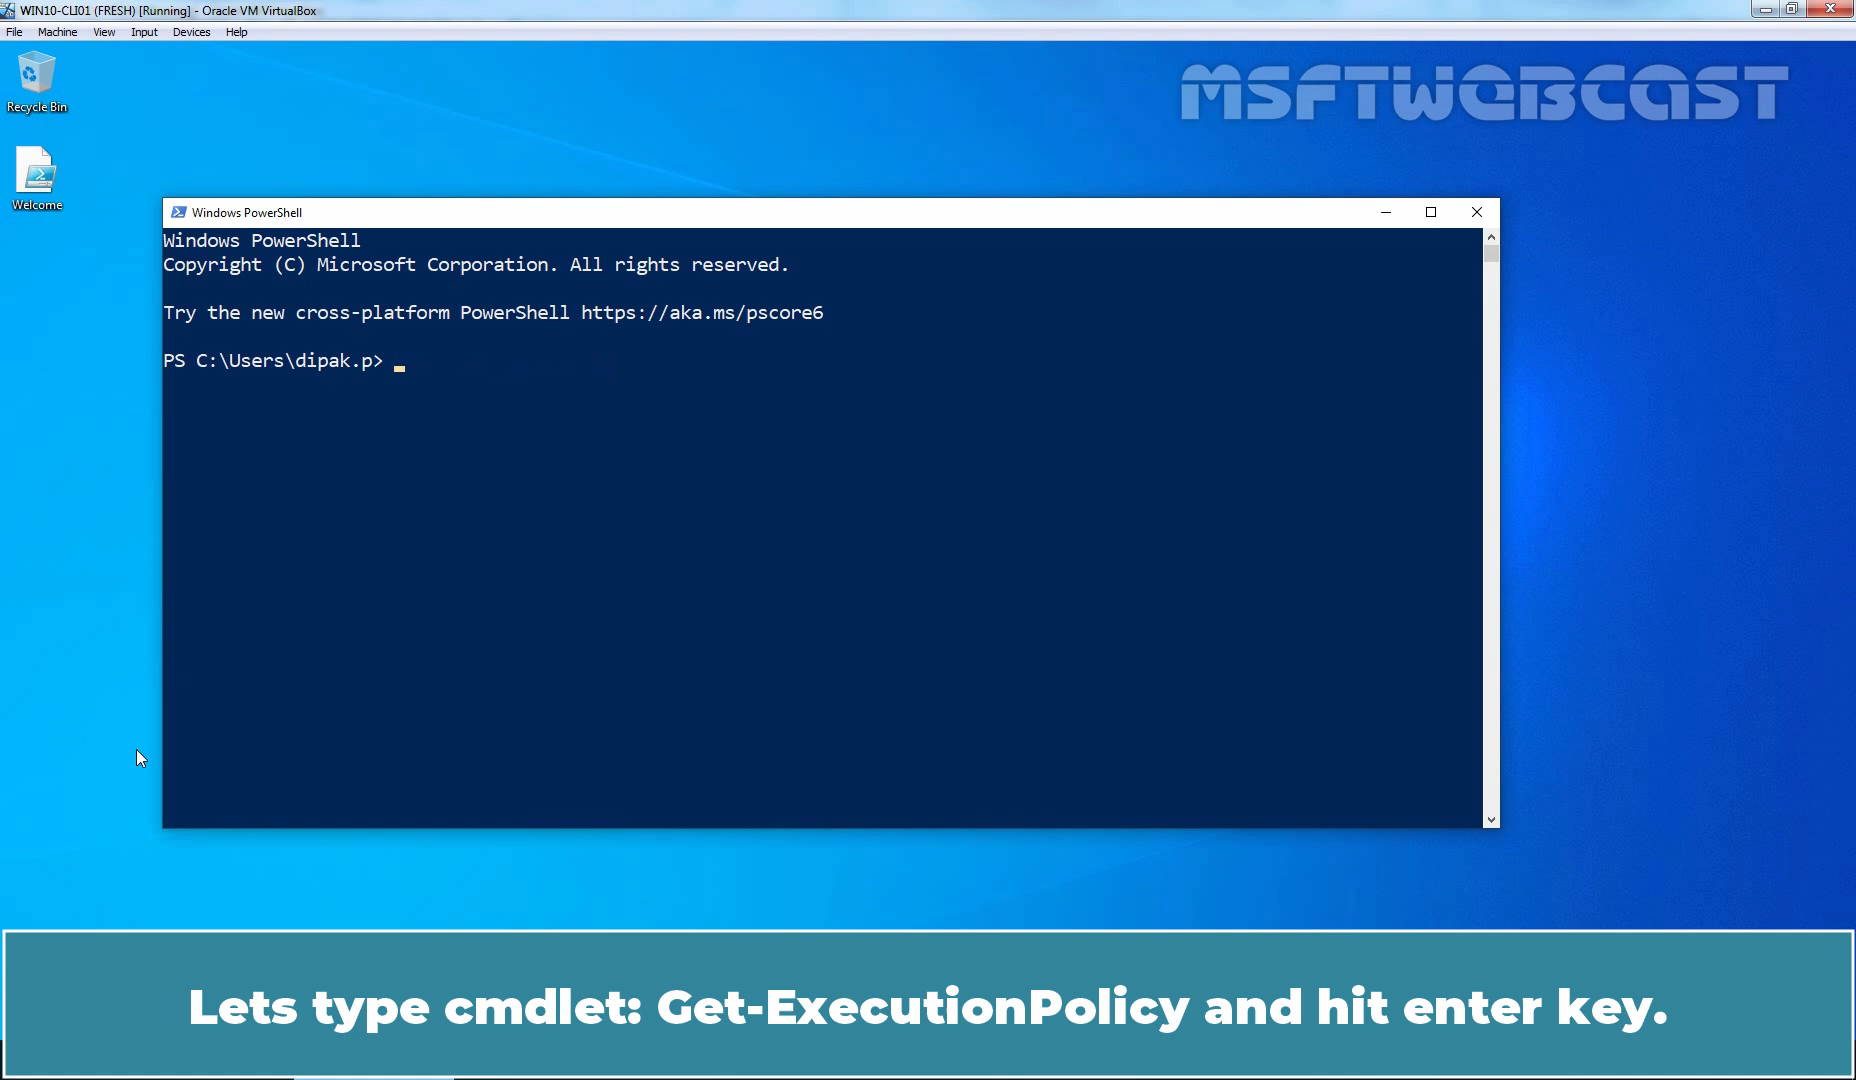 WIN10-CLI01 (FRESH) [Running] - Oracle VM VirtualBox
File Machine View Input Devices Help
Recycle Bin
MSFTWEBCAST
Welcome
Windows PowerShell
Windows PowerShell
Copyright (C) Microsoft Corporation. All rights reserved.
Try the new cross-platform PowerShell https://aka.ms/pscore6
PS C:\Users\dipak.p>
Lets type cmdlet: Get-ExecutionPolicy and hit enter key.